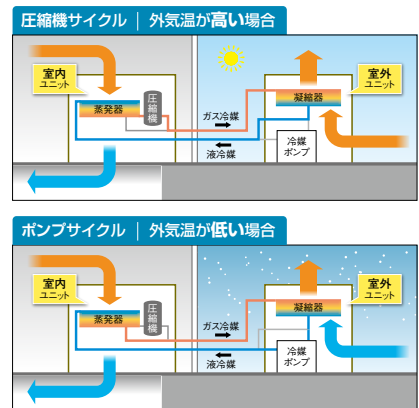 圧縮機サイクル | 外気温が高い場合
室内
ユニット
蒸発器
圧縮機
ガス冷媒
液冷媒
凝縮器
冷媒
ポンプ
室外
ユニット
ポンプサイクル | 外気温が低い場合
室内
ユニット
蒸発器
圧縮機
ガス冷媒
液冷媒
凝縮器
冷媒
ポンプ
室外
ユニット